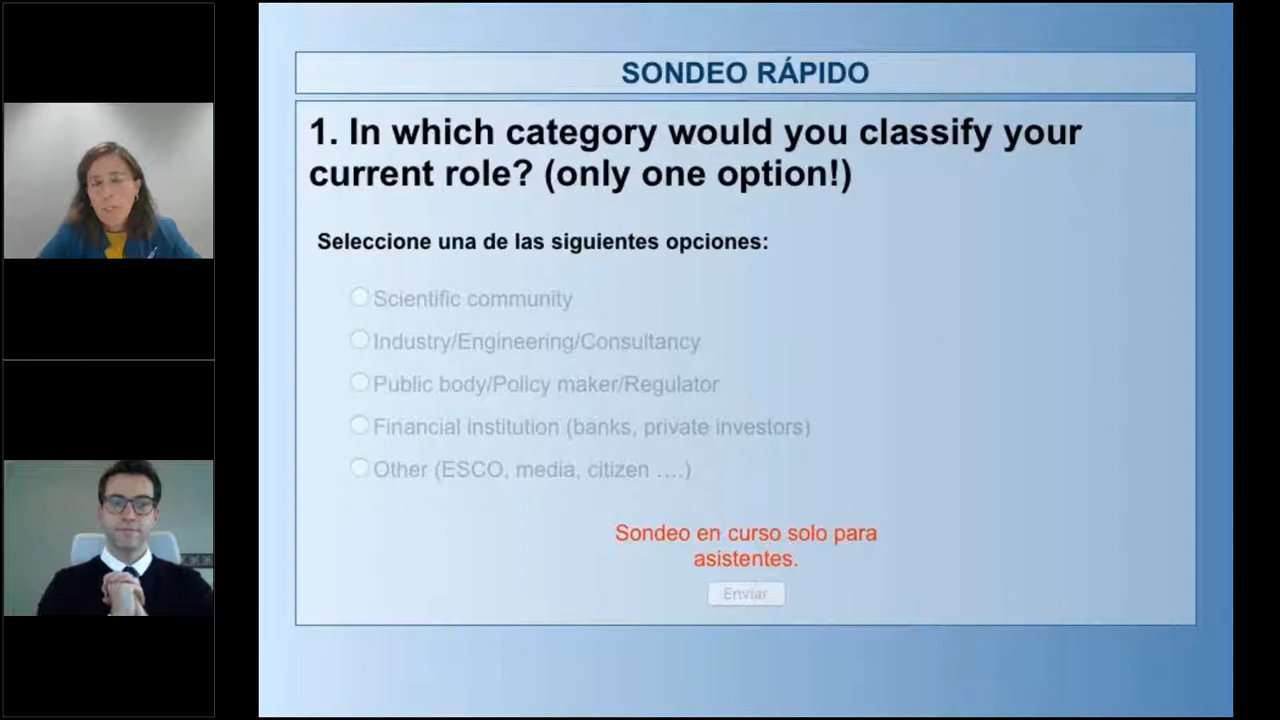 SONDEO RÁPIDO
1. In which category would you classify your
current role? (only one option!)
Seleccione una de las siguientes opciones:
Scientific community
Industry/Engineering/Consultancy
Public body/Policy maker/Regulator
Financial institution (banks, private investors)
Other (ESCO, media, citizen ....)
Sondeo en curso solo para
asistentes.
Enviar